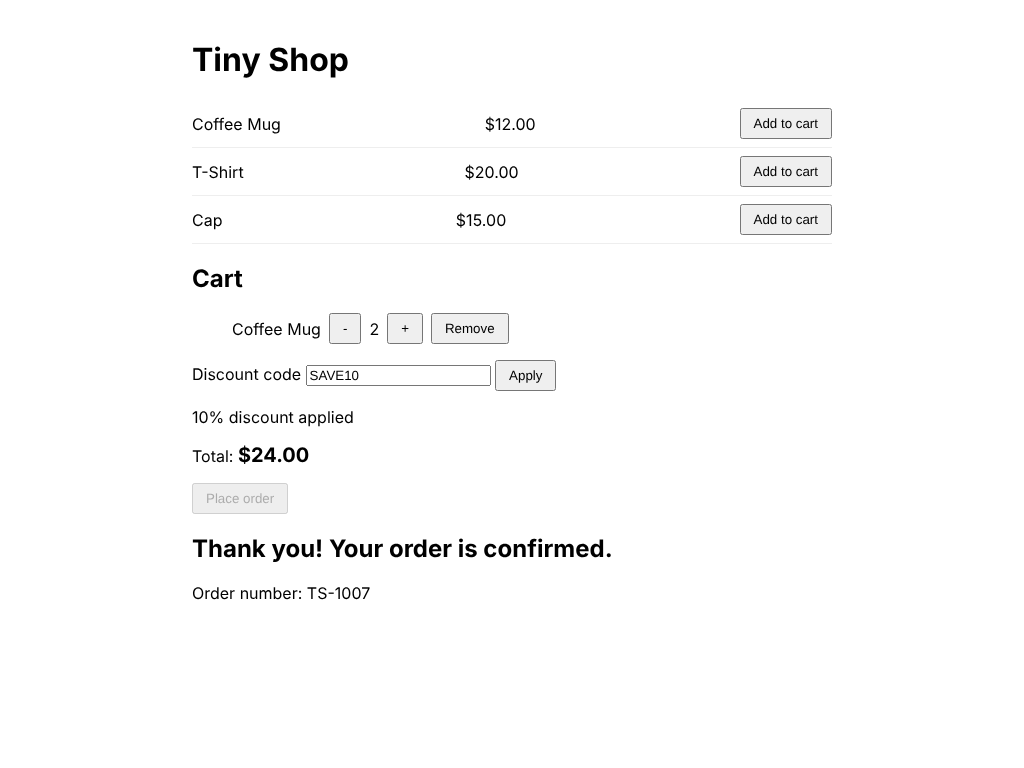 Tiny Shop
Coffee Mug $12.00 Add to cart
T-Shirt $20.00 Add to cart
Cap $15.00 Add to cart
Cart
Coffee Mug - 2 + Remove
Discount code SAVE10 Apply
10% discount applied
Total: $24.00
Place order
Thank you! Your order is confirmed.
Order number: TS-1007